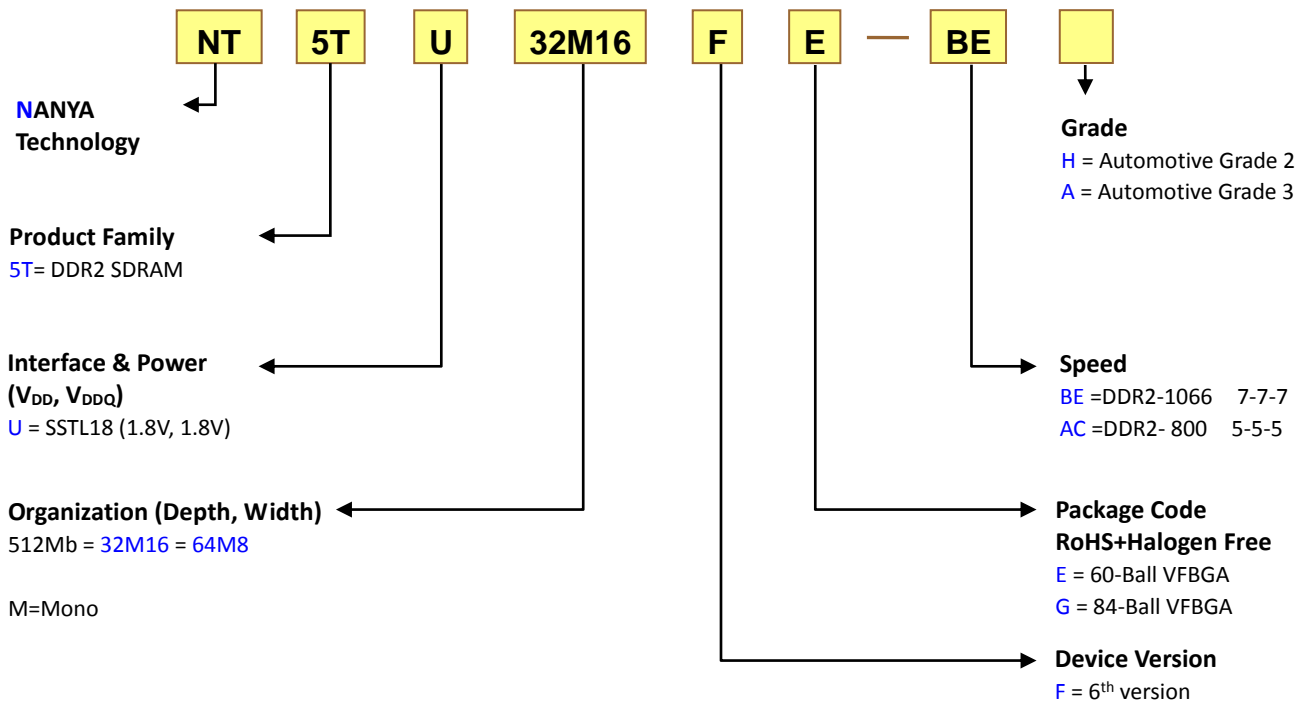 NT 5T U 32M16 F E — BE
NANYA
Technology
Product Family
5T= DDR2 SDRAM
Interface & Power
(VDD, VDDQ)
U = SSTL18 (1.8V, 1.8V)
Organization (Depth, Width)
512Mb = 32M16 = 64M8
M=Mono
Grade
H = Automotive Grade 2
A = Automotive Grade 3
Speed
BE =DDR2-1066 7-7-7
AC =DDR2- 800 5-5-5
Package Code
RoHS+Halogen Free
E = 60-Ball VFBGA
G = 84-Ball VFBGA
Device Version
F = 6th version